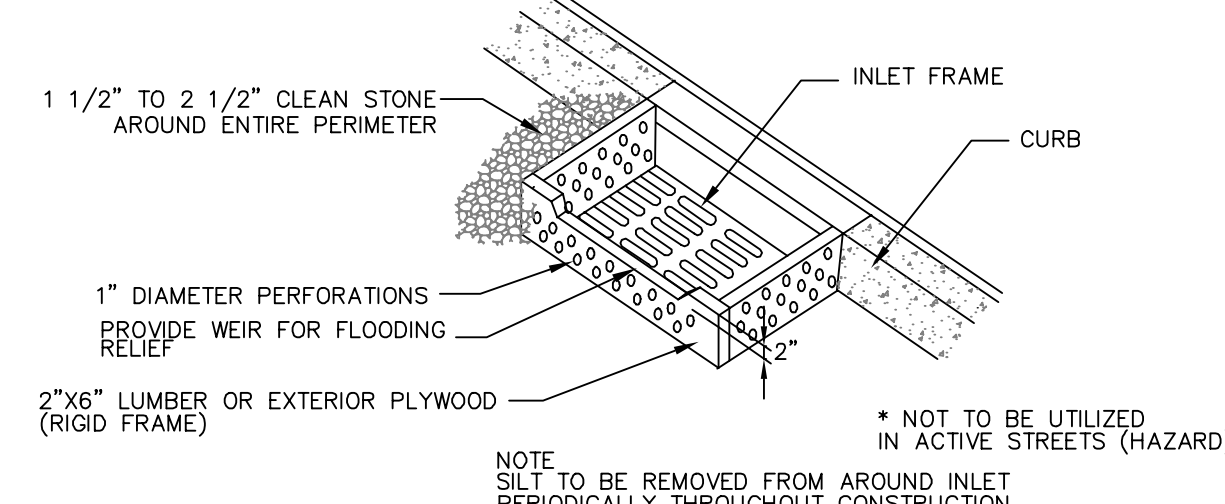 INLET FRAME
1 1/2" TO 2 1/2" CLEAN STONE
AROUND ENTIRE PERIMETER
CURB
1" DIAMETER PERFORATIONS
PROVIDE WEIR FOR FLOODING
RELIEF
2"
2"X6" LUMBER OR EXTERIOR PLYWOOD
(RIGID FRAME)
* NOT TO BE UTILIZED
IN ACTIVE STREETS (HAZARD
NOTE
SILT TO BE REMOVED FROM AROUND INLET
PERIODICALLY THROUGHOUT CONSTRUCTION